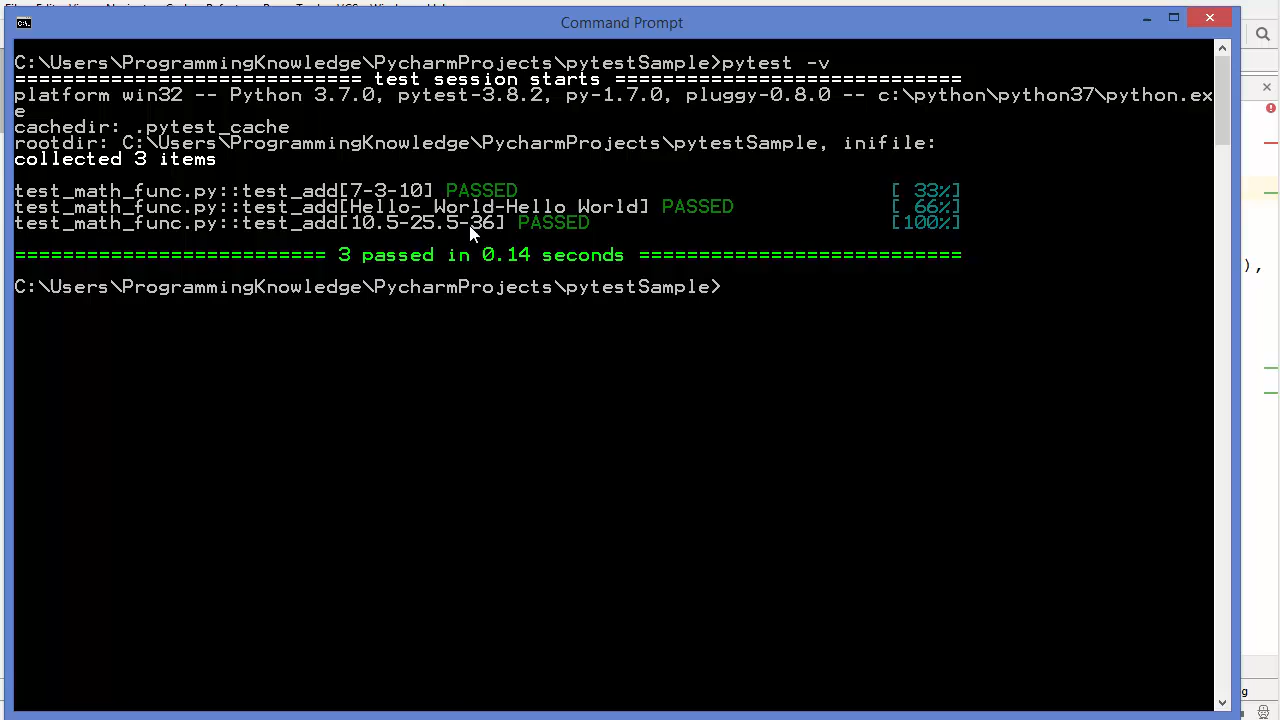 Command Prompt
C:\Users\ProgrammingKnowledge\PycharmProjects\pytestSample>pytest -v
============================= test session starts =============================
platform win32 -- Python 3.7.0, pytest-3.8.2, py-1.7.0, pluggy-0.8.0 -- c:\python\python37\python.ex
e
cachedir: .pytest_cache
rootdir: C:\Users\ProgrammingKnowledge\PycharmProjects\pytestSample, inifile:
collected 3 items
test_math_func.py::test_add[7-3-10] PASSED [ 33%]
test_math_func.py::test_add[Hello- World-Hello World] PASSED [ 66%]
test_math_func.py::test_add[10.5-25.5-36] PASSED [100%]
========================== 3 passed in 0.14 seconds ===========================
C:\Users\ProgrammingKnowledge\PycharmProjects\pytestSample>
),